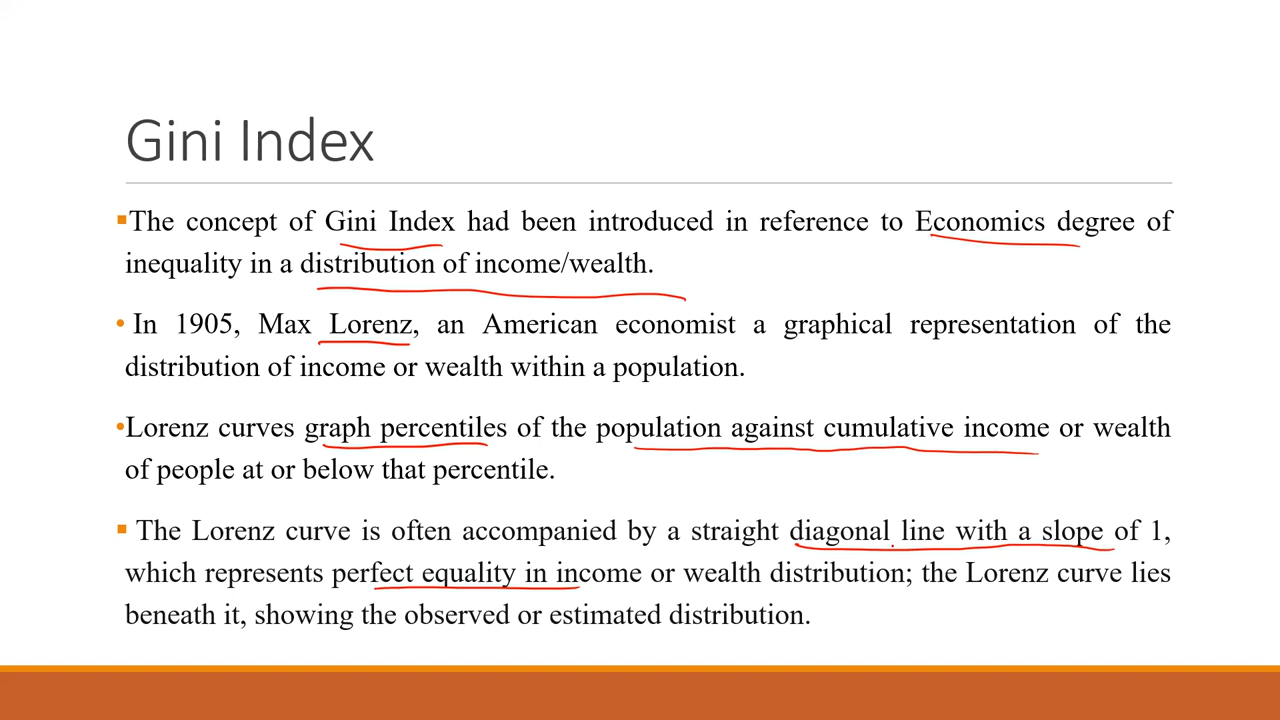 Gini Index
▪The concept of Gini Index had been introduced in reference to Economics degree of
inequality in a distribution of income/wealth.
• In 1905, Max Lorenz, an American economist a graphical representation of the
distribution of income or wealth within a population.
•Lorenz curves graph percentiles of the population against cumulative income or wealth
of people at or below that percentile.
▪ The Lorenz curve is often accompanied by a straight diagonal line with a slope of 1,
which represents perfect equality in income or wealth distribution; the Lorenz curve lies
beneath it, showing the observed or estimated distribution.